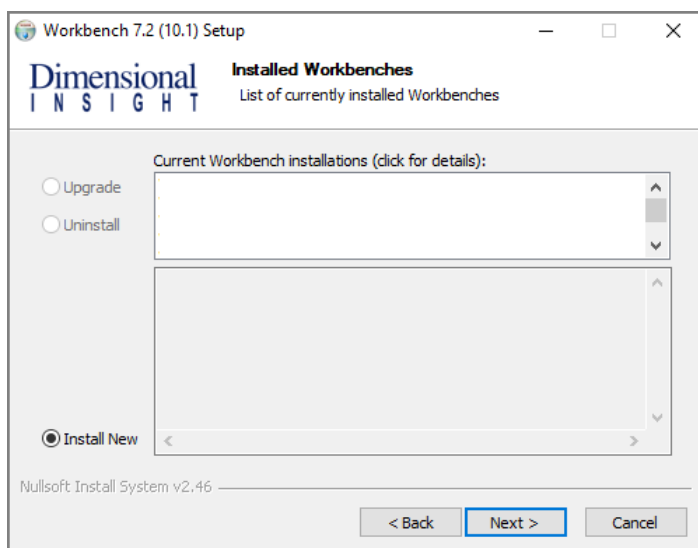 Workbench 7.2 (10.1) Setup
Dimensional
INSIGHT
Installed Workbenches
List of currently installed Workbenches
Current Workbench installations (click for details):
Upgrade
Uninstall
Install New
Nullsoft Install System v2.46
< Back
Next >
Cancel